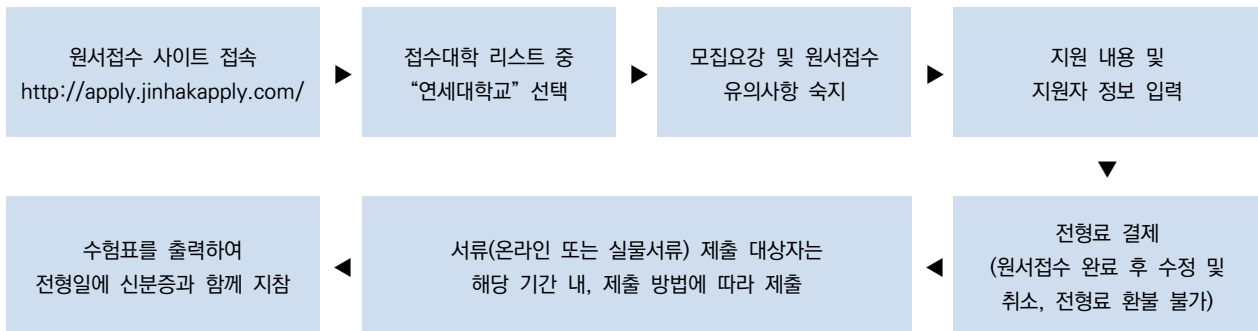 원서접수 사이트 접속
http://apply.jinhakapply.com/
▶
접수대학 리스트 중
“연세대학교” 선택
▶
모집요강 및 원서접수
유의사항 숙지
▶
지원 내용 및
지원자 정보 입력
▼
전형료 결제
(원서접수 완료 후 수정 및
취소, 전형료 환불 불가)
◀
서류(온라인 또는 실물서류) 제출 대상자는
해당 기간 내, 제출 방법에 따라 제출
◀
수험표를 출력하여
전형일에 신분증과 함께 지참